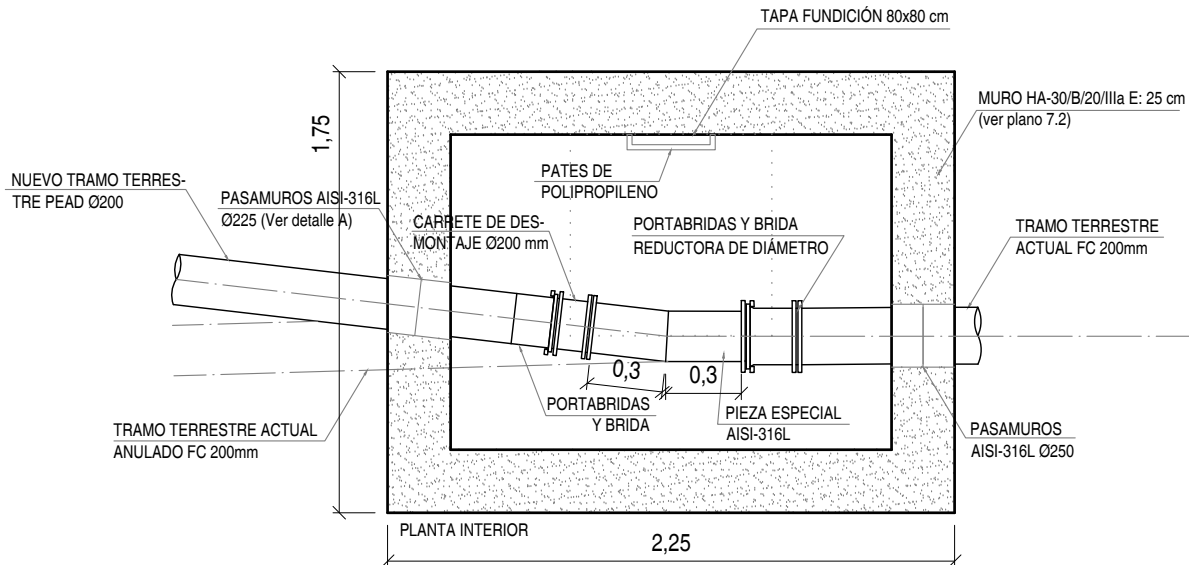 TAPA FUNDICIÓN 80x80 cm
MURO HA-30/B/20/IIIa E: 25 cm
(ver plano 7.2)
1,75
PATES DE
POLIPROPILENO
NUEVO TRAMO TERRES-
TRE PEAD Ø200
PASAMUROS AISI-316L
Ø225 (Ver detalle A)
CARRETE DE DES-
MONTAJE Ø200 mm
PORTABRIDAS Y BRIDA
REDUCTORA DE DIÁMETRO
TRAMO TERRESTRE
ACTUAL FC 200mm
0,3
0,3
PORTABRIDAS
Y BRIDA
PIEZA ESPECIAL
AISI-316L
TRAMO TERRESTRE ACTUAL
ANULADO FC 200mm
PASAMUROS
AISI-316L Ø250
PLANTA INTERIOR
2,25